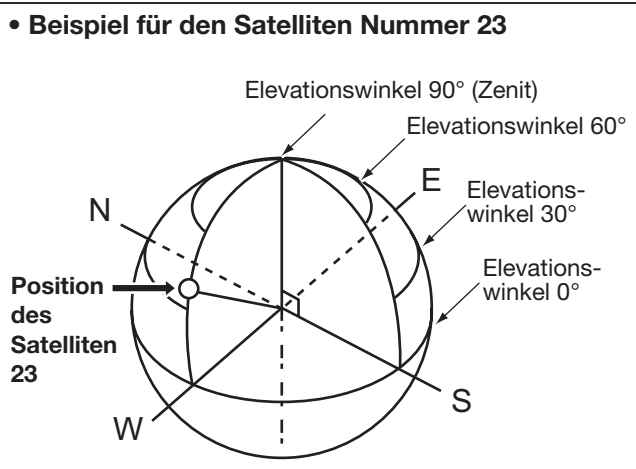 • Beispiel für den Satelliten Nummer 23
Elevationswinkel 90° (Zenit)
Elevationswinkel 60°
E
N
Elevations-
winkel 30°
Elevations-
winkel 0°
Position
des
Satelliten
23
S
W